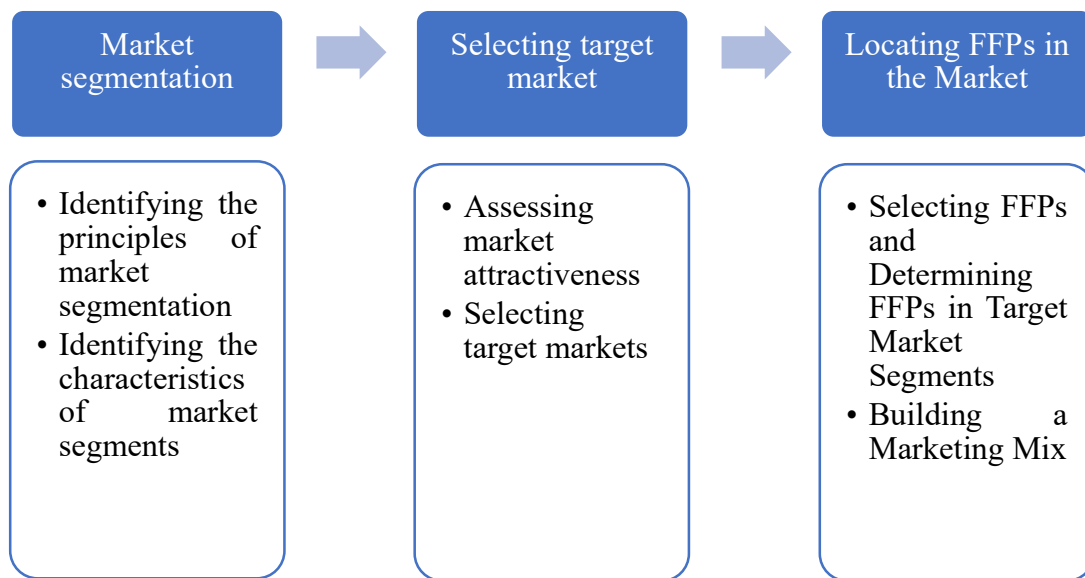 Market
segmentation
• Identifying the
principles of
market
segmentation
• Identifying the
characteristics
of market
segments
Selecting target
market
• Assessing
market
attractiveness
• Selecting
target markets
Locating FFPs in
the Market
• Selecting FFPs
and
Determining
FFPs in Target
Market
Segments
• Building a
Marketing Mix